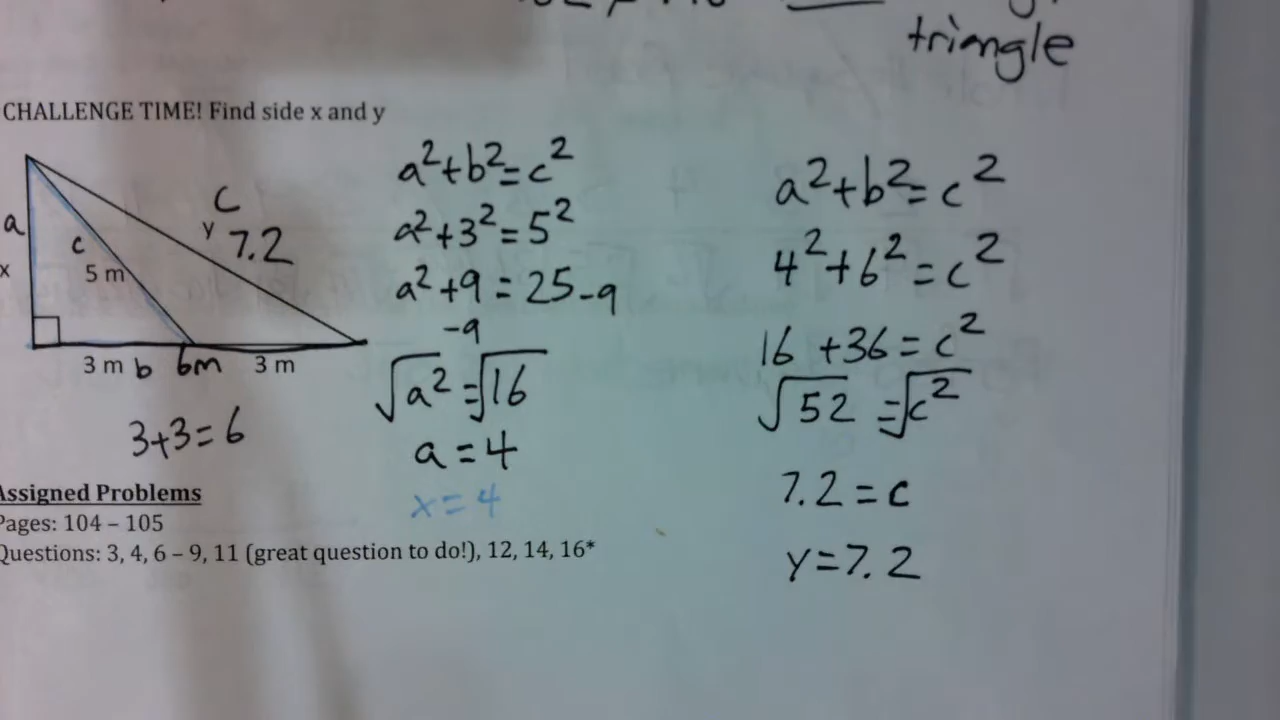 triangle
CHALLENGE TIME! Find side x and y
a
x
c
5 m
C
y
7.2
3 m b 6m 3 m
3+3=6
a²+b²=c²
a²+3²=5²
a²+9=25-9
-9
√a²=√16
a=4
x=4
a²+b²=c²
4²+6²=c²
16+36=c²
√52=√c²
7.2=c
y=7.2
Assigned Problems
Pages: 104 – 105
Questions: 3, 4, 6 – 9, 11 (great question to do!), 12, 14, 16*